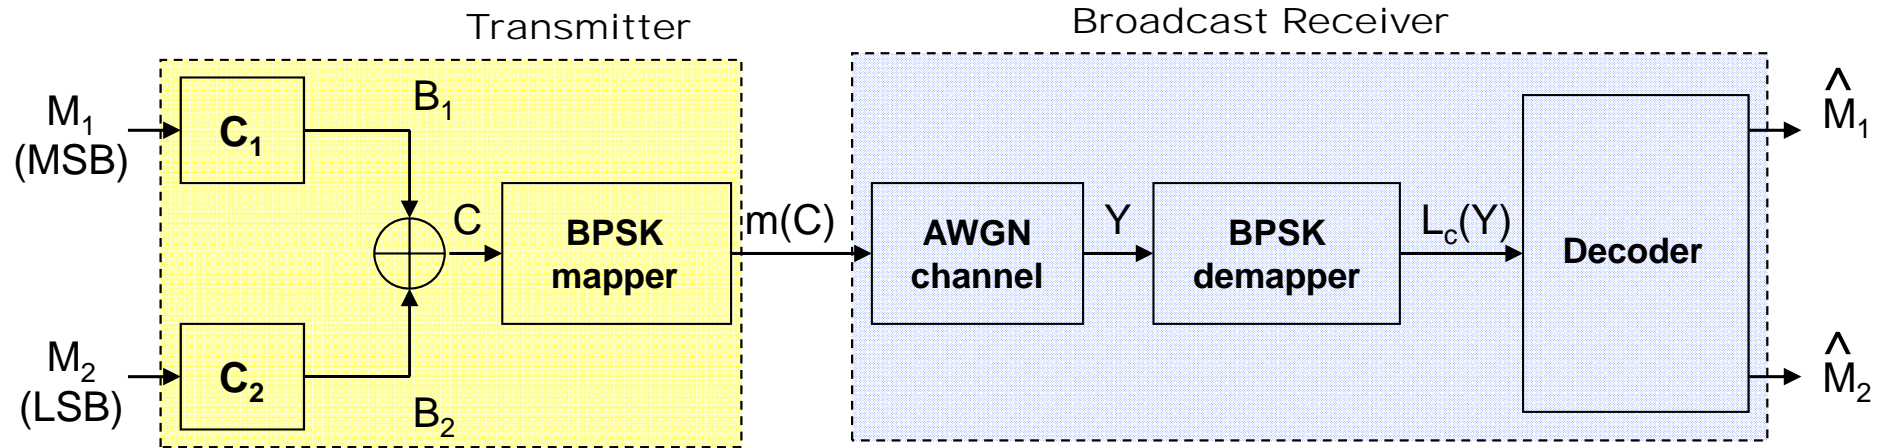 Transmitter
Broadcast Receiver
M₁
(MSB)
C₁
B₁
C
BPSK
mapper
m(C)
AWGN
channel
Y
BPSK
demapper
L_c(Y)
Decoder
M̂₁
M₂
(LSB)
C₂
B₂
M̂₂